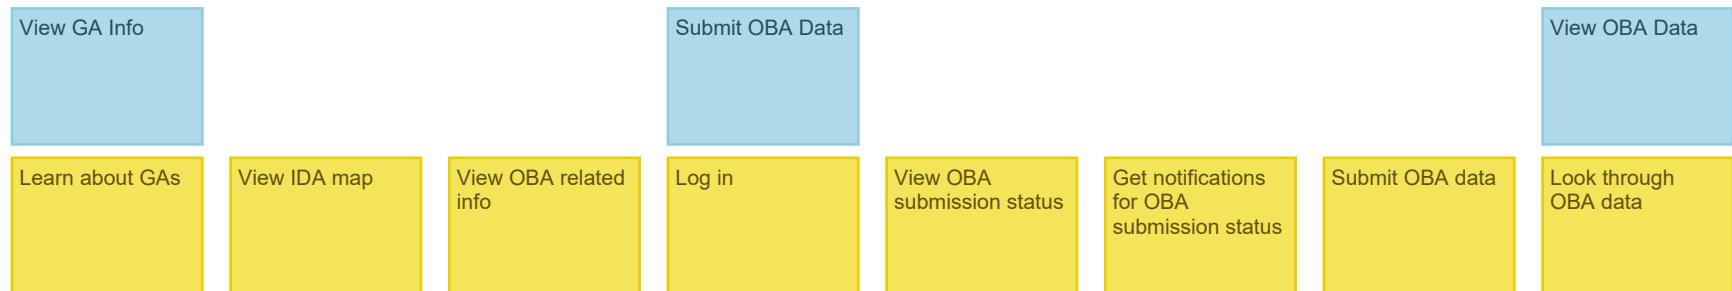 View GA Info
Submit OBA Data
View OBA Data
Learn about GAs
View IDA map
View OBA related
info
Log in
View OBA
submission status
Get notifications
for OBA
submission status
Submit OBA data
Look through
OBA data